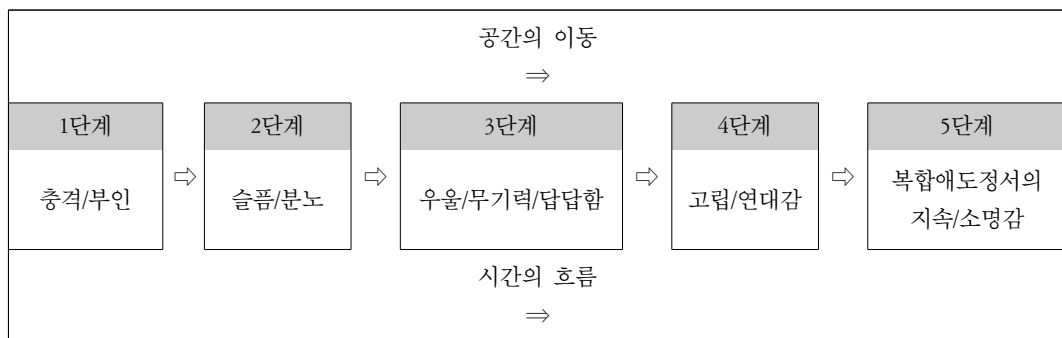 공간의 이동
⇒
1단계
충격/부인
⇨
2단계
슬픔/분노
⇨
3단계
우울/무기력/답답함
⇨
4단계
고립/연대감
⇨
5단계
복합애도정서의
지속/소명감
시간의 흐름
⇒